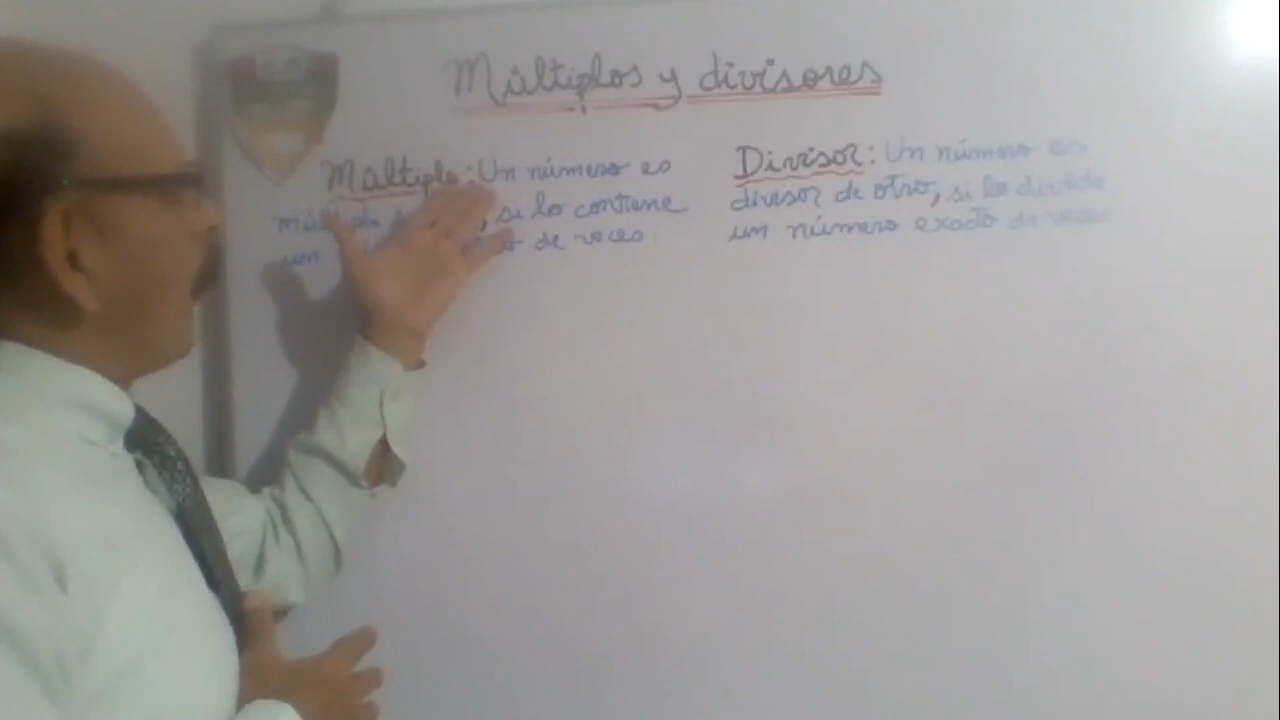 Múltiplos y divisores
Múltiplo: Un número es
si lo contiene
un de veces
Divisor: Un número es
divisor de otro, si lo divide
un número exacto de veces